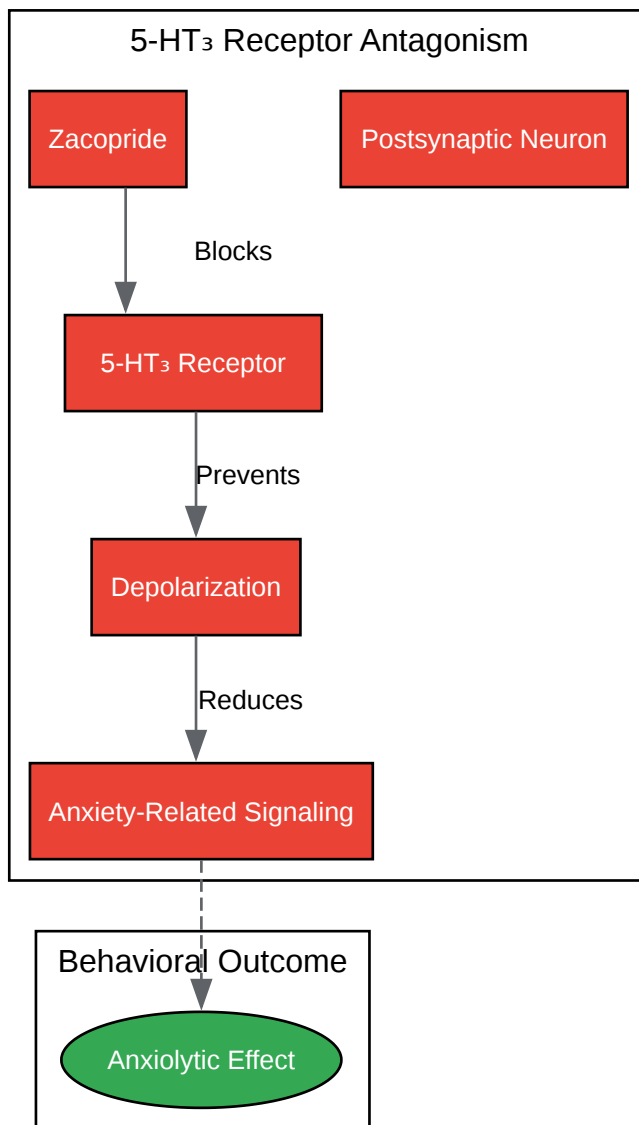 5-HT₃ Receptor Antagonism
Zacopride
Postsynaptic Neuron
Blocks
5-HT₃ Receptor
Prevents
Depolarization
Reduces
Anxiety-Related Signaling
Behavioral Outcome
Anxiolytic Effect